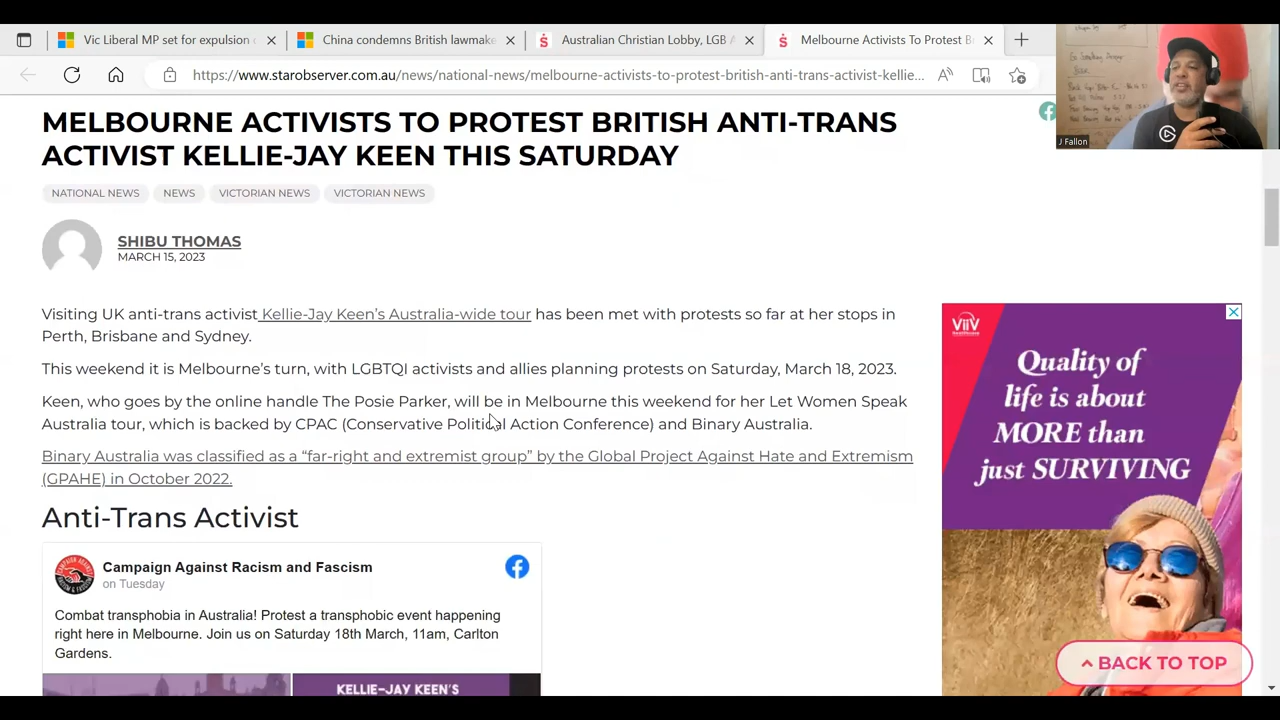 Vic Liberal MP set for expulsion
China condemns British lawmake
Australian Christian Lobby, LGB A
Melbourne Activists To Protest B
https://www.starobserver.com.au/news/national-news/melbourne-activists-to-protest-british-anti-trans-activist-kellie...
J Fallon
MELBOURNE ACTIVISTS TO PROTEST BRITISH ANTI-TRANS
ACTIVIST KELLIE-JAY KEEN THIS SATURDAY
NATIONAL NEWS
NEWS
VICTORIAN NEWS
VICTORIAN NEWS
SHIBU THOMAS
MARCH 15, 2023
Visiting UK anti-trans activist Kellie-Jay Keen's Australia-wide tour has been met with protests so far at her stops in
Perth, Brisbane and Sydney.
This weekend it is Melbourne's turn, with LGBTQI activists and allies planning protests on Saturday, March 18, 2023.
Keen, who goes by the online handle The Posie Parker, will be in Melbourne this weekend for her Let Women Speak
Australia tour, which is backed by CPAC (Conservative Political Action Conference) and Binary Australia.
Binary Australia was classified as a "far-right and extremist group" by the Global Project Against Hate and Extremism
(GPAHE) in October 2022.
Anti-Trans Activist
Campaign Against Racism and Fascism
on Tuesday
Combat transphobia in Australia! Protest a transphobic event happening
right here in Melbourne. Join us on Saturday 18th March, 11am, Carlton
Gardens.
KELLIE-JAY KEEN'S
ViiV
Quality of
life is about
MORE than
just SURVIVING
BACK TO TOP